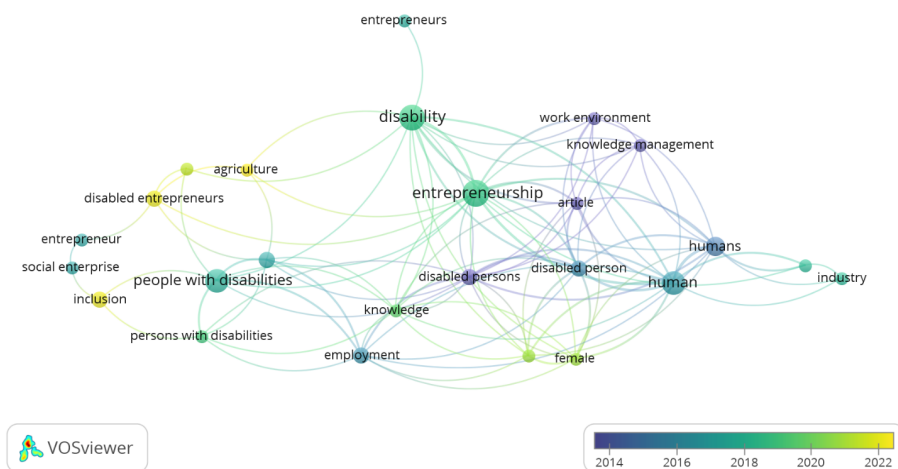 entrepreneurs
disability
work environment
knowledge management
agriculture
disabled entrepreneurs
entrepreneurship
article
entrepreneur
humans
social enterprise
disabled persons
disabled person
people with disabilities
human
industry
inclusion
knowledge
persons with disabilities
employment
female
VOSviewer
2014 2016 2018 2020 2022